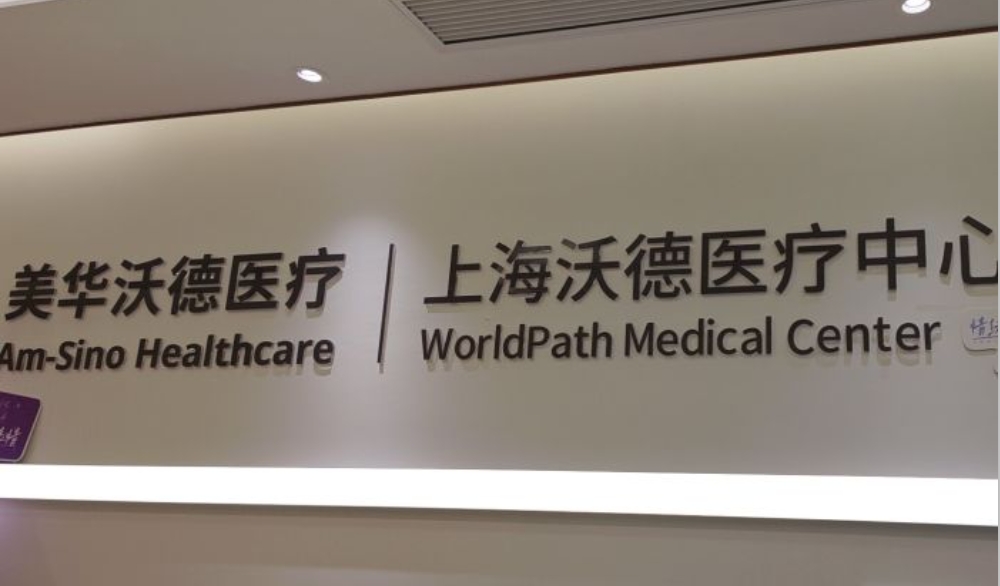 美华沃德医疗
Am-Sino Healthcare
上海沃德医疗中心
WorldPath Medical Center